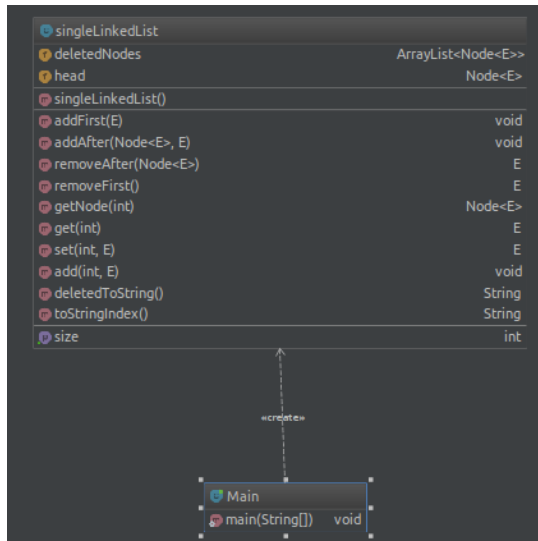 singleLinkedList
deletedNodes ArrayList<Node<E>>
head Node<E>
singleLinkedList()
addFirst(E) void
addAfter(Node<E>, E) void
removeAfter(Node<E>) E
removeFirst() E
getNode(int) Node<E>
get(int) E
set(int, E) E
add(int, E) void
deletedToString() String
toStringIndex() String
size int
«create»
Main
main(String[]) void